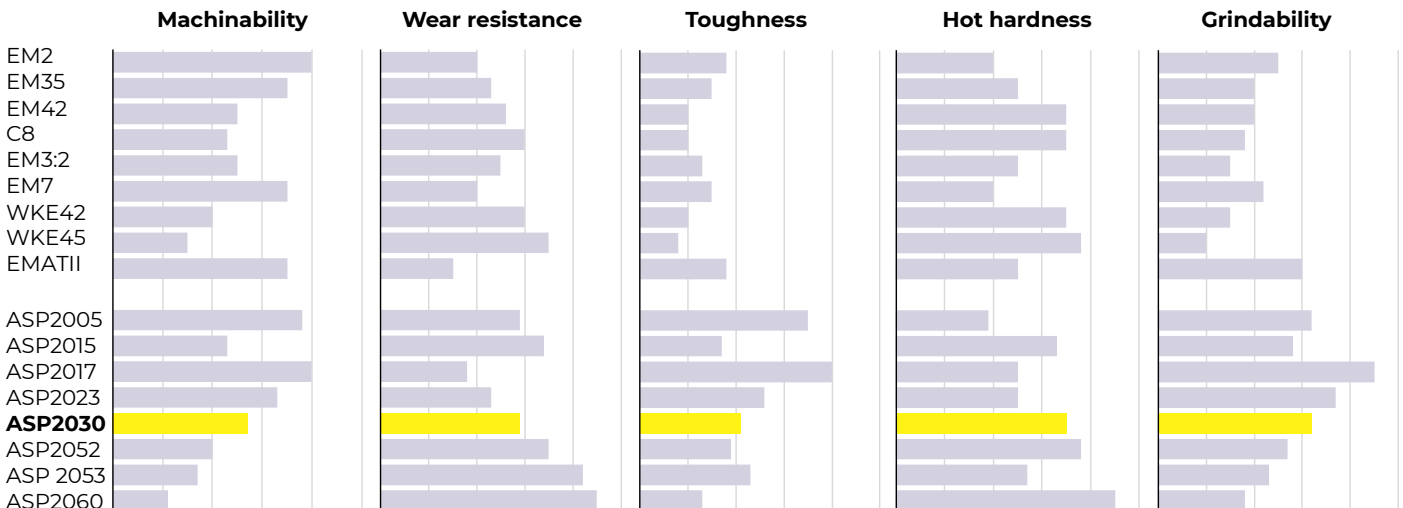 Machinability Wear resistance Toughness Hot hardness Grindability
EM2
EM35
EM42
C8
EM3:2
EM7
WKE42
WKE45
EMATII
ASP2005
ASP2015
ASP2017
ASP2023
ASP2030
ASP2052
ASP 2053
ASP2060